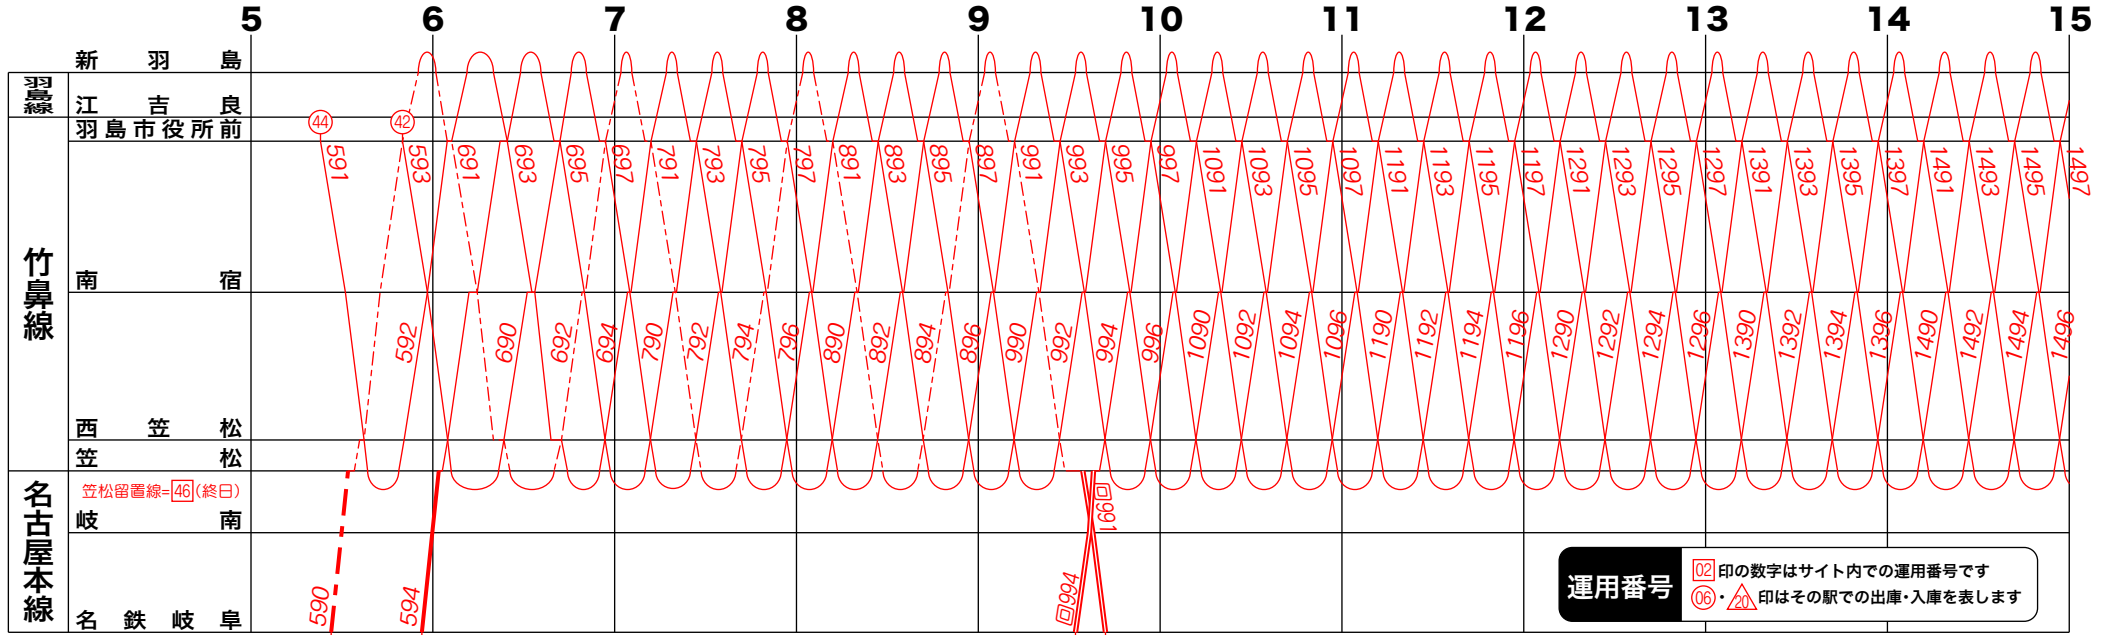 5 6 7 8 9 10 11 12 13 14 15
新羽島
羽島線
江吉良
44 42
羽島市役所前
591 593 691 693 695 697 791 793 795 797 891 893 895 897 991 993 995 997 1091 1093 1095 1097 1191 1193 1195 1197 1291 1293 1295 1297 1391 1393 1395 1397 1491 1493 1495 1497
竹鼻線
南宿
592 690 692 694 790 792 794 796 890 892 894 896 990 992 994 996 1090 1092 1094 1096 1190 1192 1194 1196 1290 1292 1294 1296 1390 1392 1394 1396 1490 1492 1494 1496
西笠松
笠松
名古屋本線
笠松留置線=46(終日)
回991
岐南
590 594 回994
名鉄岐阜
運用番号
02印の数字はサイト内での運用番号です
06・20印はその駅での出庫・入庫を表します